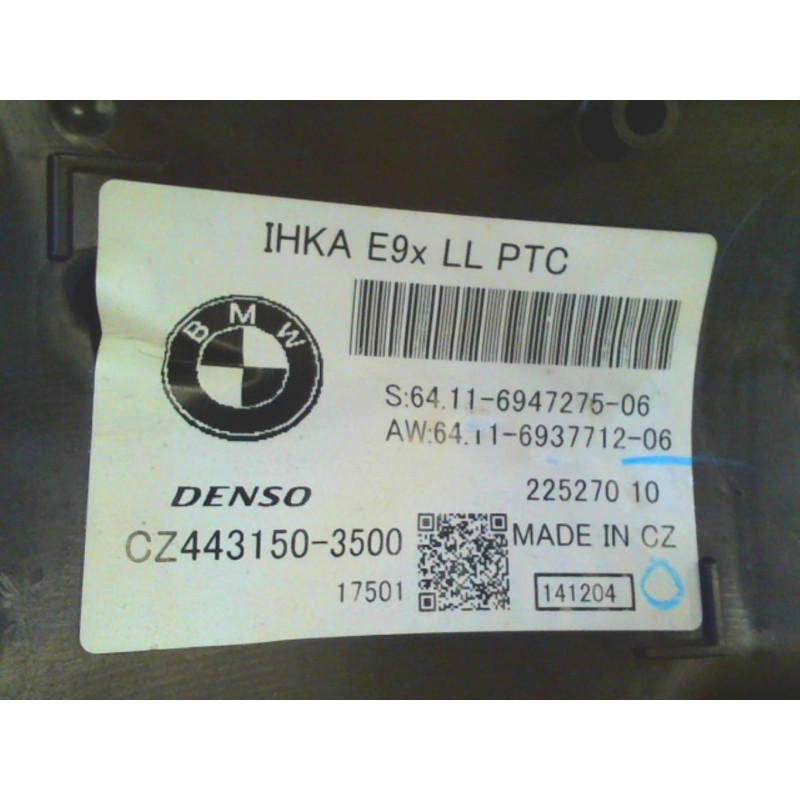 IHKA E9x LL PTC
BMW
S:64.11-6947275-06
AW:64.11-6937712-06
DENSO
225270 10
CZ443150-3500
MADE IN CZ
17501
141204